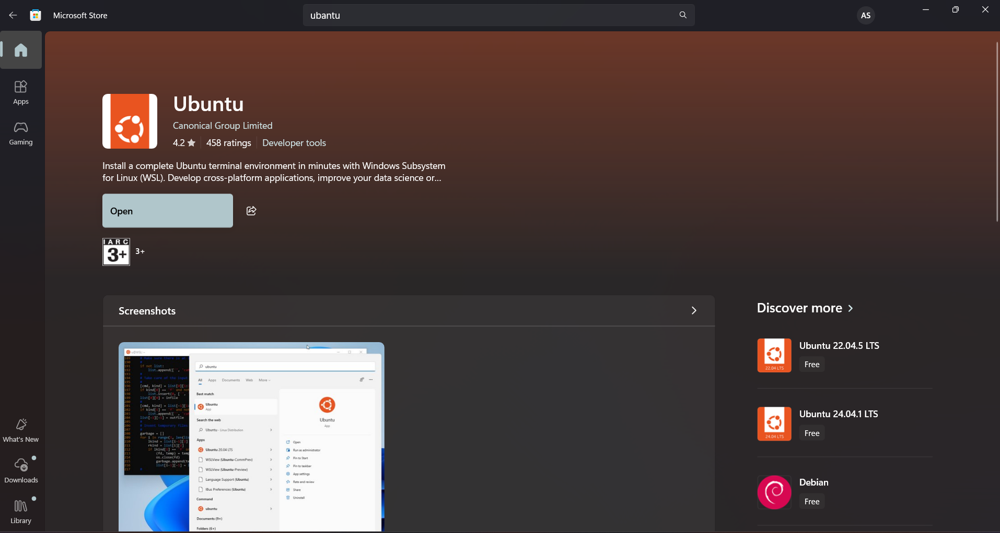 Microsoft Store
ubantu
AS
Apps
Gaming
What's New
Downloads
Library
Ubuntu
Canonical Group Limited
4.2 458 ratings Developer tools
Install a complete Ubuntu terminal environment in minutes with Windows Subsystem
for Linux (WSL). Develop cross-platform applications, improve your data science or...
Open
IARC
3+
3+
Screenshots
ubuntu
All Apps Documents Web More
Best match
Ubuntu
App
Search the web
Ubuntu - Linux Distribution
Apps
Ubuntu 20.04 LTS
WSLView (Ubuntu-CommPrev)
WSLView (Ubuntu-Preview)
Language Support (Ubuntu)
IBus Preferences (Ubuntu)
Command
ubuntu
Documents (9+)
Folders (6+)
Ubuntu
App
Open
Run as administrator
Pin to Start
Pin to taskbar
App settings
Rate and review
Share
Uninstall
Discover more
22.04 LTS
Ubuntu 22.04.5 LTS
Free
24.04 LTS
Ubuntu 24.04.1 LTS
Free
Debian
Free